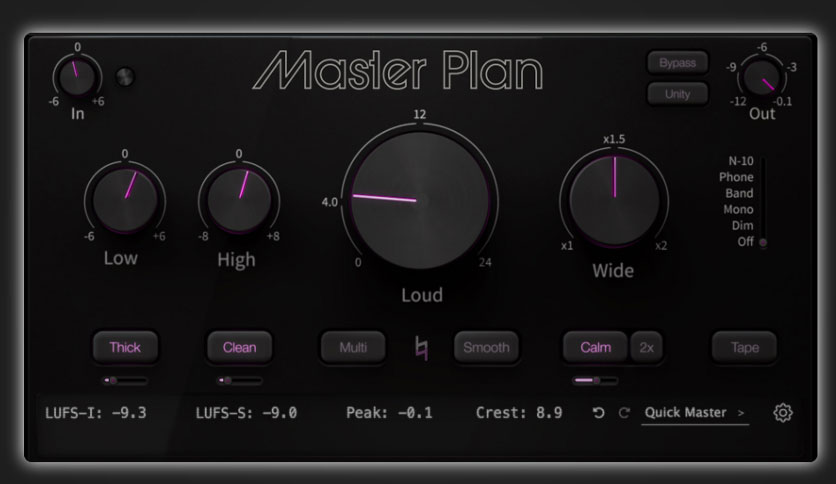 Master Plan
0
-6 +6
In
Bypass
Unity
-6
-9 -3
-12 -0.1
Out
0
-6 +6
Low
0
-8 +8
High
12
4.0
0 24
Loud
x1.5
x1 x2
Wide
N-10
Phone
Band
Mono
Dim
Off
Thick Clean Multi Smooth Calm 2x Tape
LUFS-I: -9.3 LUFS-S: -9.0 Peak: -0.1 Crest: 8.9 Quick Master >